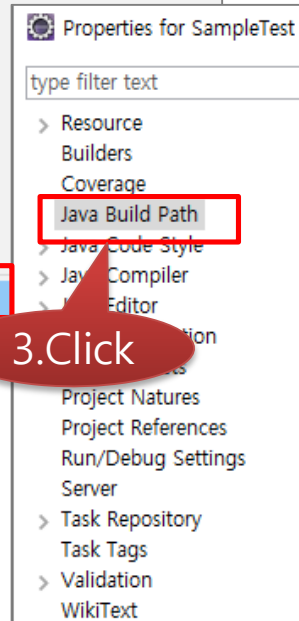 Properties for SampleTest
type filter text
Resource
Builders
Coverage
Java Build Path
Java Code Style
Compiler
Editor
3.Click
Project Natures
Project References
Run/Debug Settings
Server
Task Repository
Task Tags
Validation
WikiText